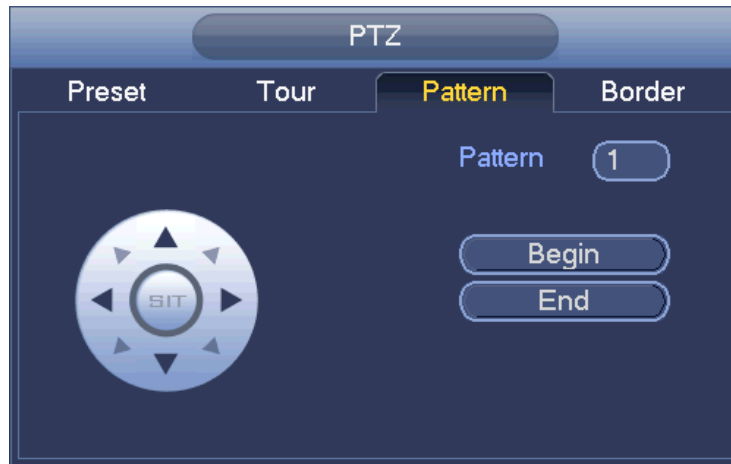 PTZ
Preset Tour Pattern Border
Pattern 1
SIT
Begin
End